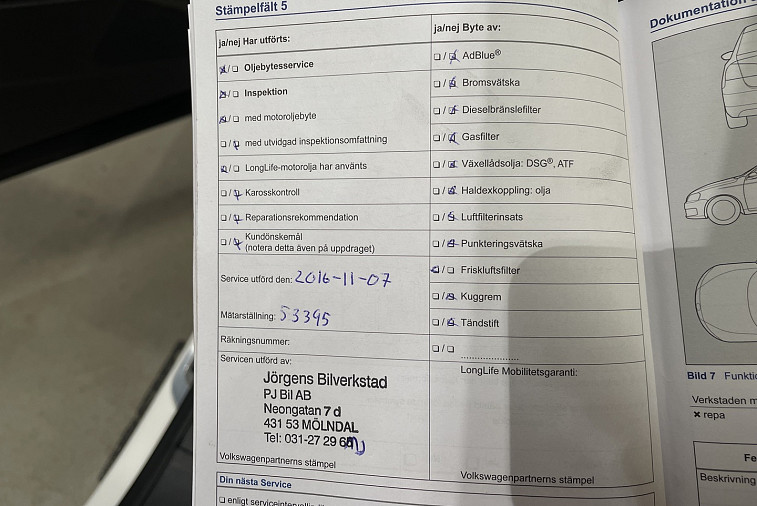 Stämpelfält 5
ja/nej Har utförts:
Oljebytesservice
Inspektion
med motoroljebyte
med utvidgad inspektionsomfattning
LongLife-motorolja har använts
Karosskontroll
Reparationsrekommendation
Kundönskemål
(notera detta även på uppdraget)
Service utförd den: 2016-11-07
Mätarställning: 53395
Räkningsnummer:
Servicen utförd av:
Jörgens Bilverkstad
PJ Bil AB
Neongatan 7 d
431 53 MÖLNDAL
Tel: 031-27 29
Volkswagenpartnerns stämpel
Din nästa Service
enligt
ja/nej Byte av:
AdBlue®
Bromsvätska
Dieselbränslefilter
Gasfilter
Växellådsolja: DSG®, ATF
Haldexkoppling: olja
Luftfilterinsats
Punkteringsvätska
Friskluftsfilter
Kuggrem
Tändstift
LongLife Mobilitetsgaranti:
Volkswagenpartnerns stämpel
Dokumentation
Bild 7 Funkti
Verkstaden m
× repa
Fe
Beskrivning